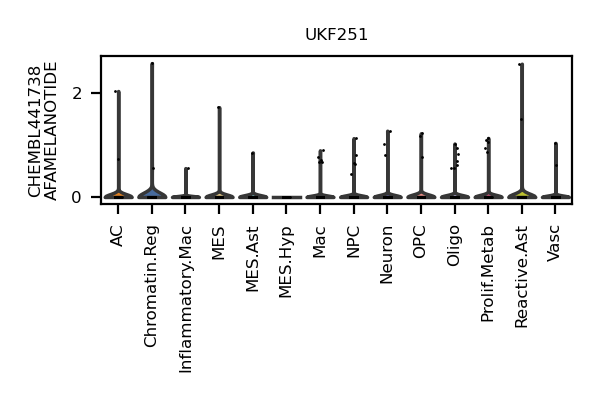 UKF251
CHEMBL441738
AFAMELANOTIDE
2
0
AC
Chromatin.Reg
Inflammatory.Mac
MES
MES.Ast
MES.Hyp
Mac
NPC
Neuron
OPC
Oligo
Prolif.Metab
Reactive.Ast
Vasc